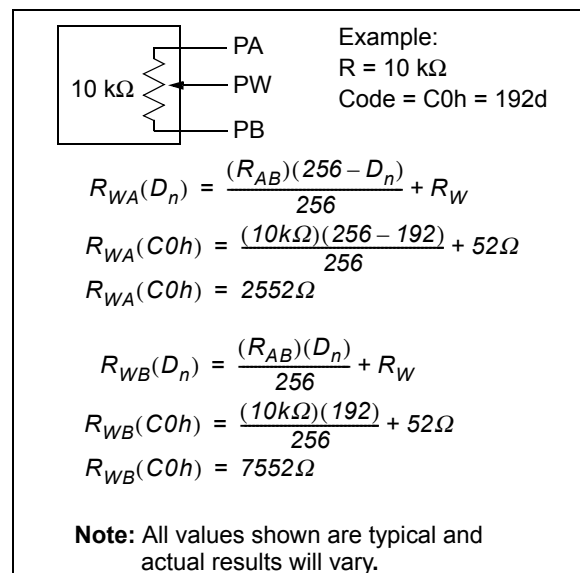 PA
10 kΩ
PW
PB
Example:
R = 10 kΩ
Code = C0h = 192d
R_WA(D_n) = (R_AB)(256 – D_n) / 256 + R_W
R_WA(C0h) = (10kΩ)(256 – 192) / 256 + 52Ω
R_WA(C0h) = 2552Ω
R_WB(D_n) = (R_AB)(D_n) / 256 + R_W
R_WB(C0h) = (10kΩ)(192) / 256 + 52Ω
R_WB(C0h) = 7552Ω
Note: All values shown are typical and
actual results will vary.